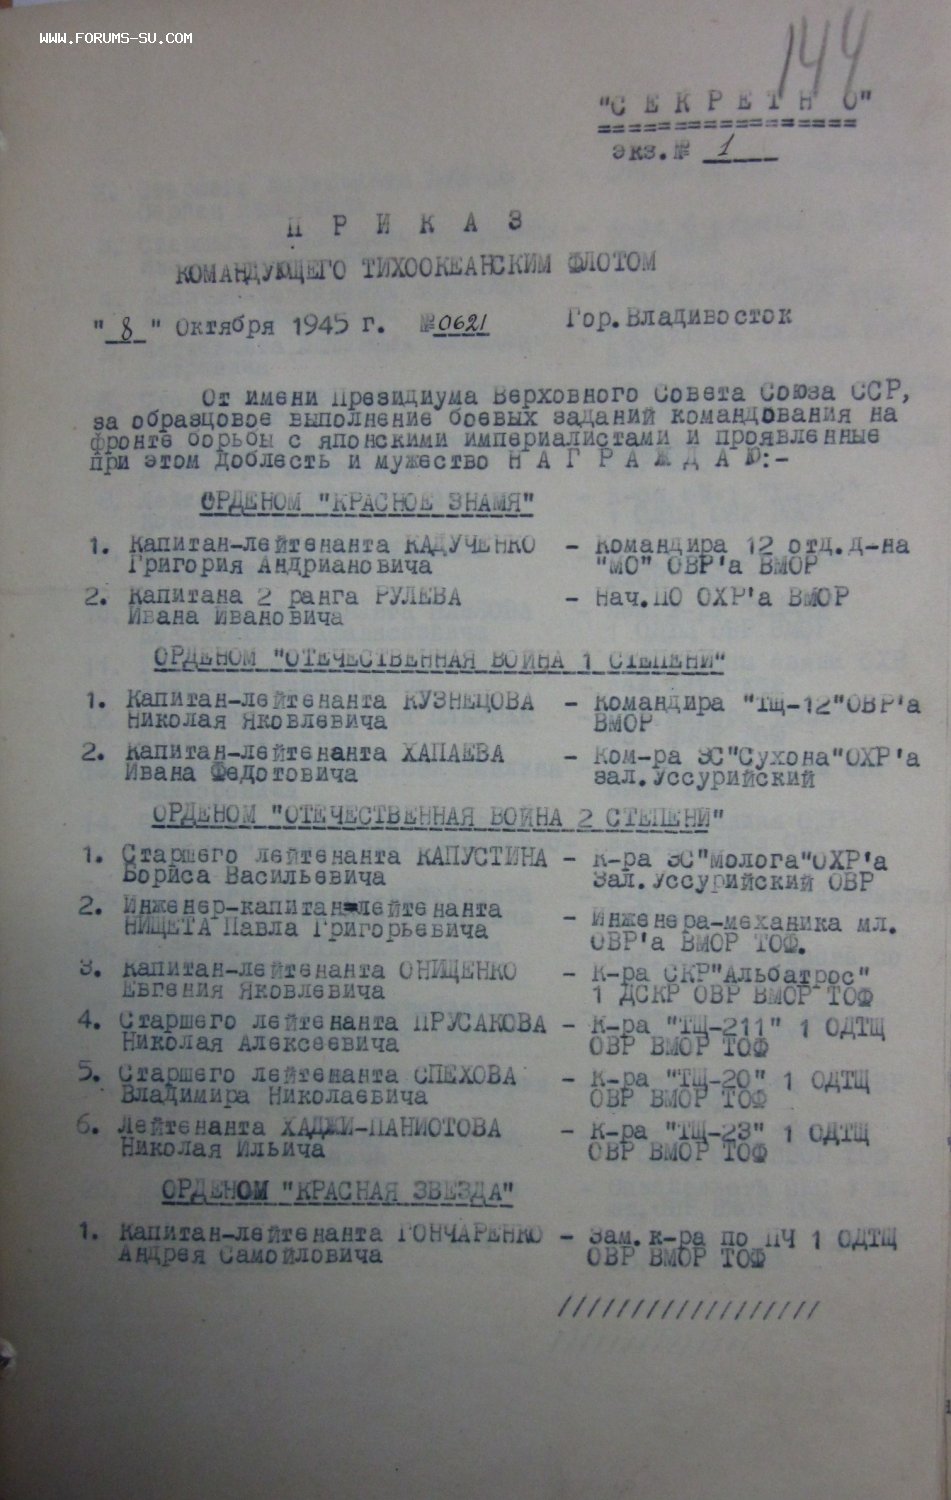 WWW.FORUMS-SU.COM
144
"С Е К Р Е Т Н О"
экз.№ 1
П Р И К А З
КОМАНДУЮЩЕГО ТИХООКЕАНСКИМ ФЛОТОМ
"8" Октября 1945 г. №0621 Гор.Владивосток
От имени Президиума Верховного Совета Союза ССР,
за образцовое выполнение боевых заданий командования на
фронте борьбы с японскими империалистами и проявленные
при этом доблесть и мужество Н А Г Р А Ж Д А Ю:-
ОРДЕНОМ "КРАСНОЕ ЗНАМЯ"
1. Капитан-лейтенанта КАДУЧЕНКО - Командира 12 отд.д-на
Григория Андриановича "МО" ОВР'а ВМОР
2. Капитана 2 ранга РУЛЕВА - Нач.ПО ОХР'а ВМОР
Ивана Ивановича
ОРДЕНОМ "ОТЕЧЕСТВЕННАЯ ВОЙНА 1 СТЕПЕНИ"
1. Капитан-лейтенанта КУЗНЕЦОВА - Командира "ТЩ-12"ОВР'а
Николая Яковлевича ВМОР
2. Капитан-лейтенанта ХАПАЕВА - Ком-ра ЭС"Сухона"ОХР'а
Ивана Федотовича зал.Уссурийский
ОРДЕНОМ "ОТЕЧЕСТВЕННАЯ ВОЙНА 2 СТЕПЕНИ"
1. Старшего лейтенанта КАПУСТИНА - К-ра ЭС"Молога"ОХР'а
Бориса Васильевича Зал.Уссурийский ОВР
2. Инженер-капитан-лейтенанта - Инженера-механика мл.
НИЩЕТА Павла Григорьевича ОВР'а ВМОР ТОФ.
3. Капитан-лейтенанта ОНИЩЕНКО - К-ра СКР"Альбатрос"
Евгения Яковлевича 1 ДСКР ОВР ВМОР ТОФ
4. Старшего лейтенанта ПРУСАКОВА - К-ра "ТЩ-211" 1 ОДТЩ
Николая Алексеевича ОВР ВМОР ТОФ
5. Старшего лейтенанта СПЕХОВА - К-ра "ТЩ-20" 1 ОДТЩ
Владимира Николаевича ОВР ВМОР ТОФ
6. Лейтенанта ХАДЖИ-ПАНИОТОВА - К-ра "ТЩ-23" 1 ОДТЩ
Николая Ильича ОВР ВМОР ТОФ
ОРДЕНОМ "КРАСНАЯ ЗВЕЗДА"
1. Капитан-лейтенанта ГОНЧАРЕНКО - Зам.к-ра по ПЧ 1 ОДТЩ
Андрея Самойловича ОВР ВМОР ТОФ
//////////////////